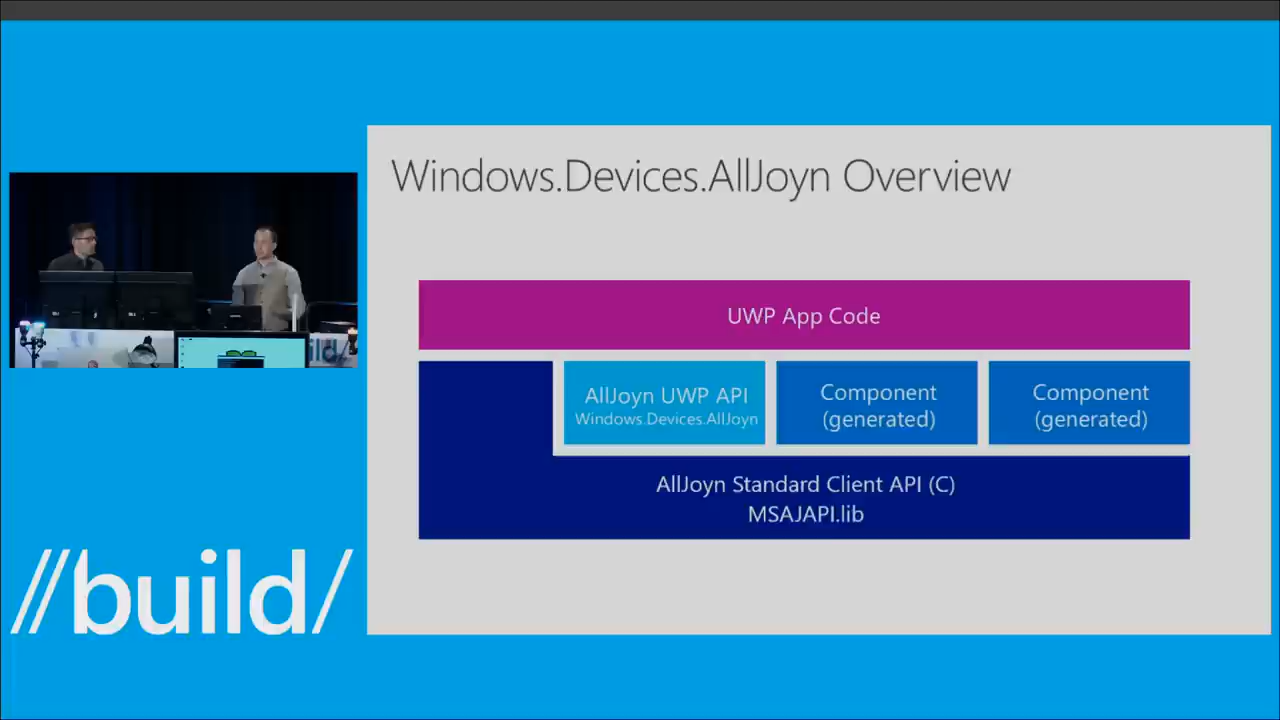 Windows.Devices.AllJoyn Overview
UWP App Code
AllJoyn UWP API
Windows.Devices.AllJoyn
Component
(generated)
Component
(generated)
AllJoyn Standard Client API (C)
MSAJAPI.lib
ild/
//build/